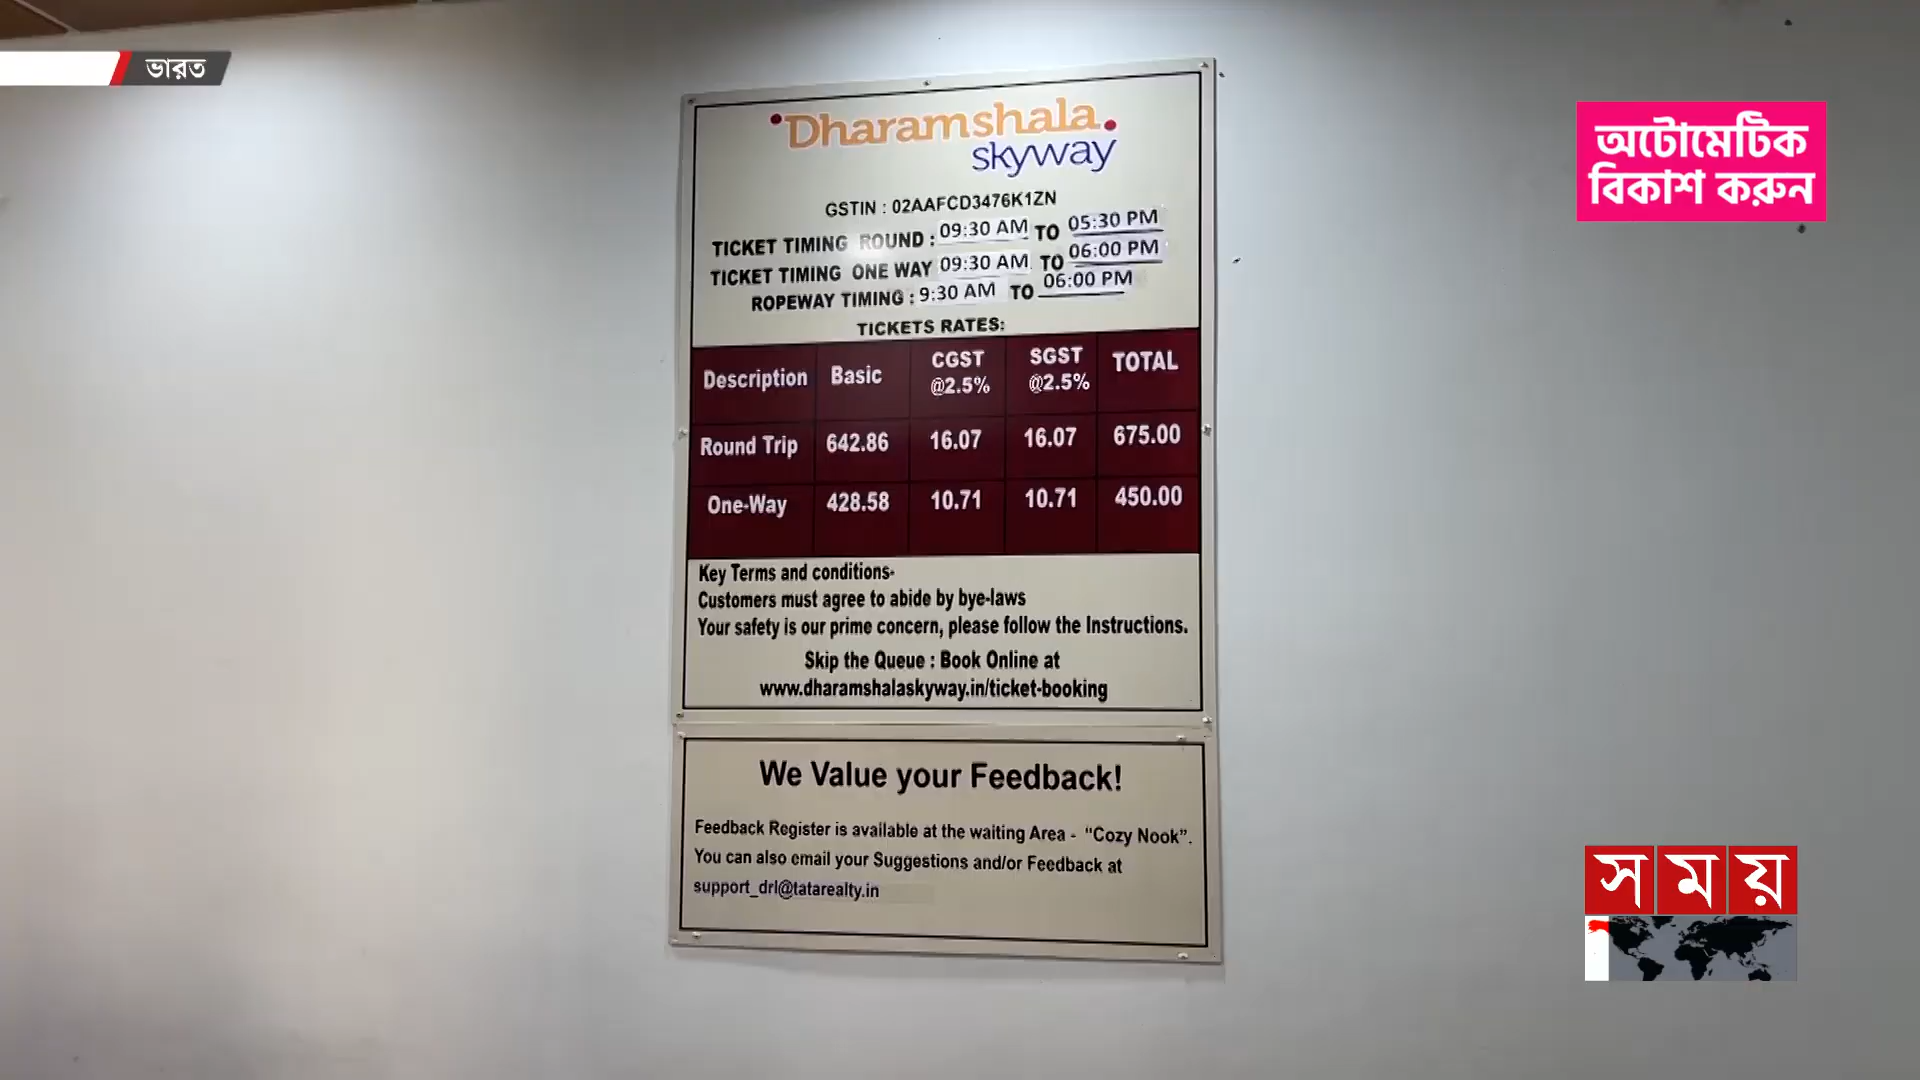 ভারত
অটোমেটিক
বিকাশ করুন
Dharamshala
skyway
GSTIN : 02AAFCD3476K1ZN
TICKET TIMING ROUND : 09:30 AM TO 05:30 PM
TICKET TIMING ONE WAY 09:30 AM TO 06:00 PM
ROPEWAY TIMING : 9:30 AM TO 06:00 PM
TICKETS RATES:
Description Basic CGST @2.5% SGST @2.5% TOTAL
Round Trip 642.86 16.07 16.07 675.00
One-Way 428.58 10.71 10.71 450.00
Key Terms and conditions-
Customers must agree to abide by bye-laws
Your safety is our prime concern, please follow the Instructions.
Skip the Queue : Book Online at
www.dharamshalaskyway.in/ticket-booking
We Value your Feedback!
Feedback Register is available at the waiting Area - "Cozy Nook".
You can also email your Suggestions and/or Feedback at
support_drl@tatarealty.in
সময়